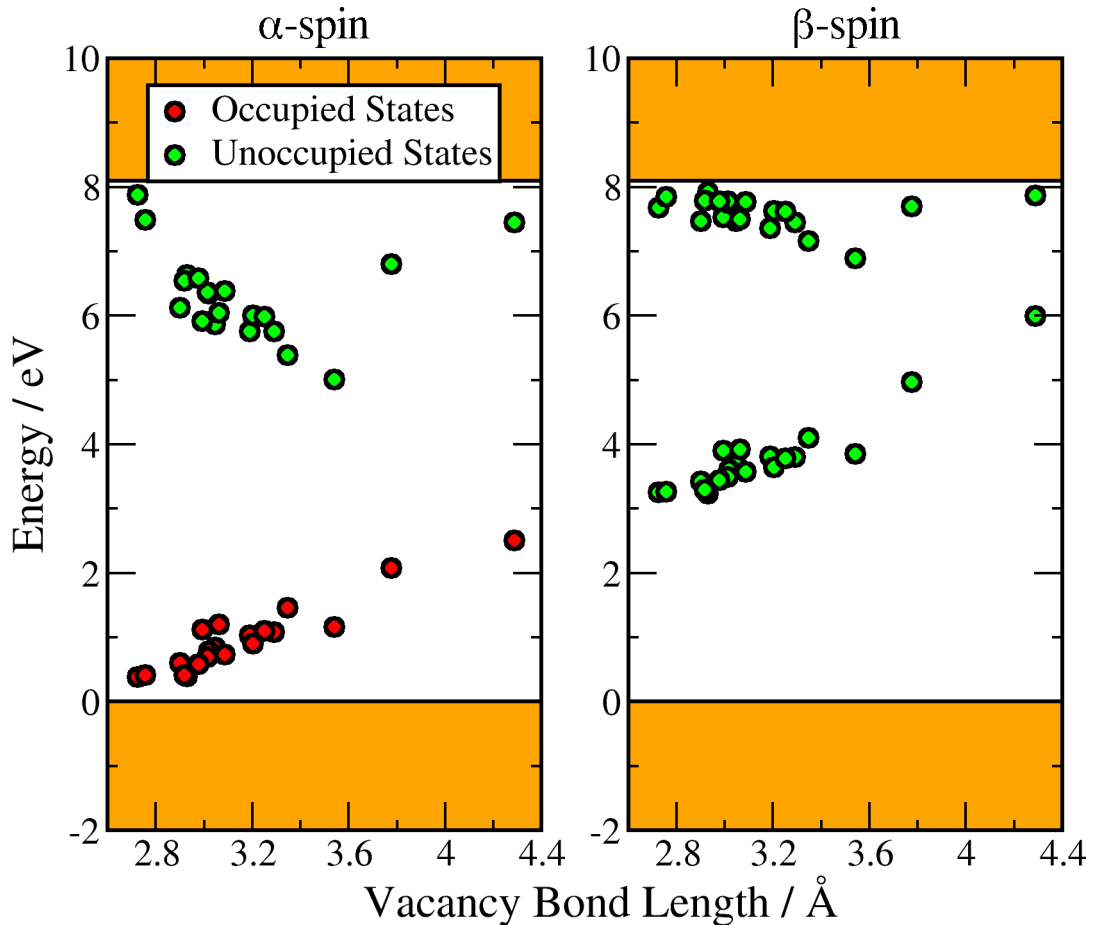 α-spin
β-spin
10
8
6
4
2
0
-2
10
8
6
4
2
0
-2
Occupied States
Unoccupied States
Energy / eV
2.8 3.2 3.6 4 4.4
2.8 3.2 3.6 4 4.4
Vacancy Bond Length / Å